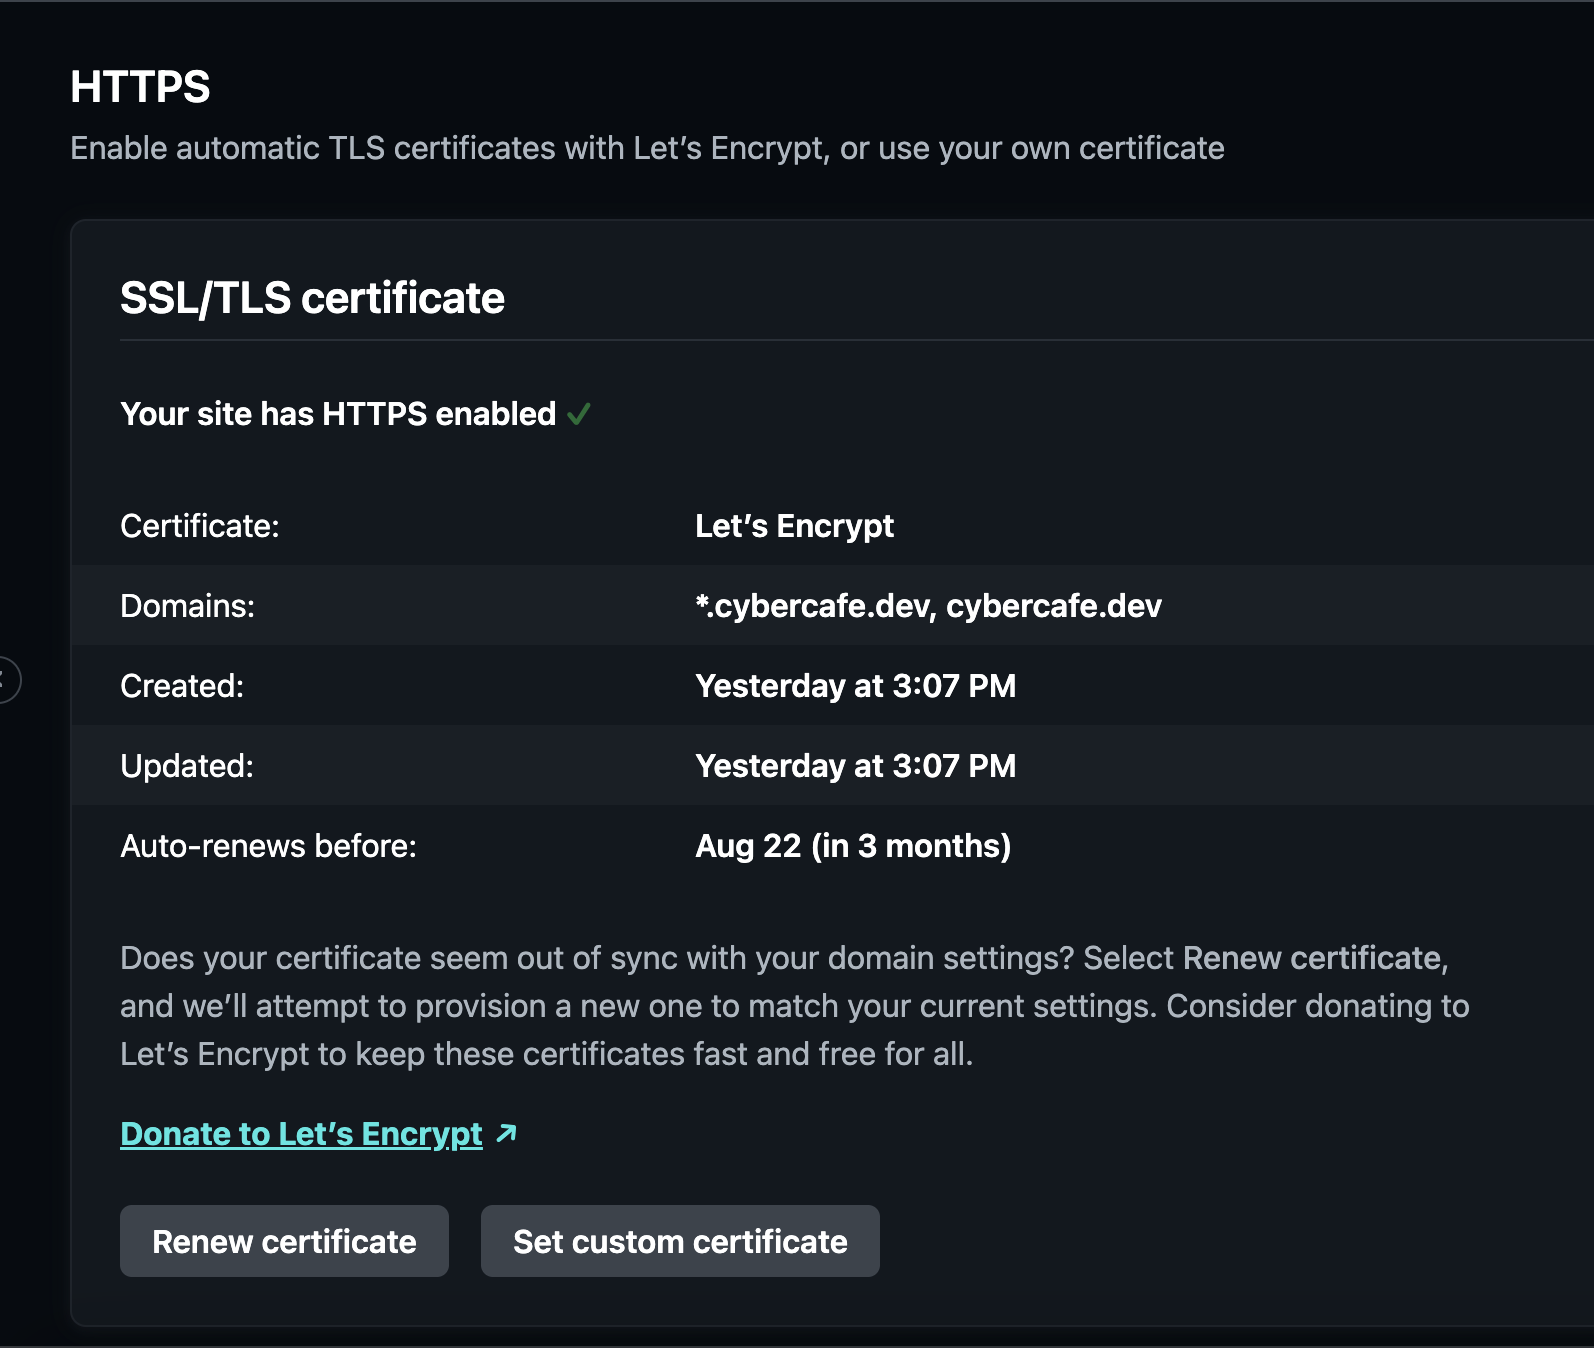 HTTPS
Enable automatic TLS certificates with Let’s Encrypt, or use your own certificate
SSL/TLS certificate
Your site has HTTPS enabled
Certificate: Let’s Encrypt
Domains: *.cybercafe.dev, cybercafe.dev
Created: Yesterday at 3:07 PM
Updated: Yesterday at 3:07 PM
Auto-renews before: Aug 22 (in 3 months)
Does your certificate seem out of sync with your domain settings? Select Renew certificate,
and we’ll attempt to provision a new one to match your current settings. Consider donating to
Let’s Encrypt to keep these certificates fast and free for all.
Donate to Let’s Encrypt
Renew certificate Set custom certificate